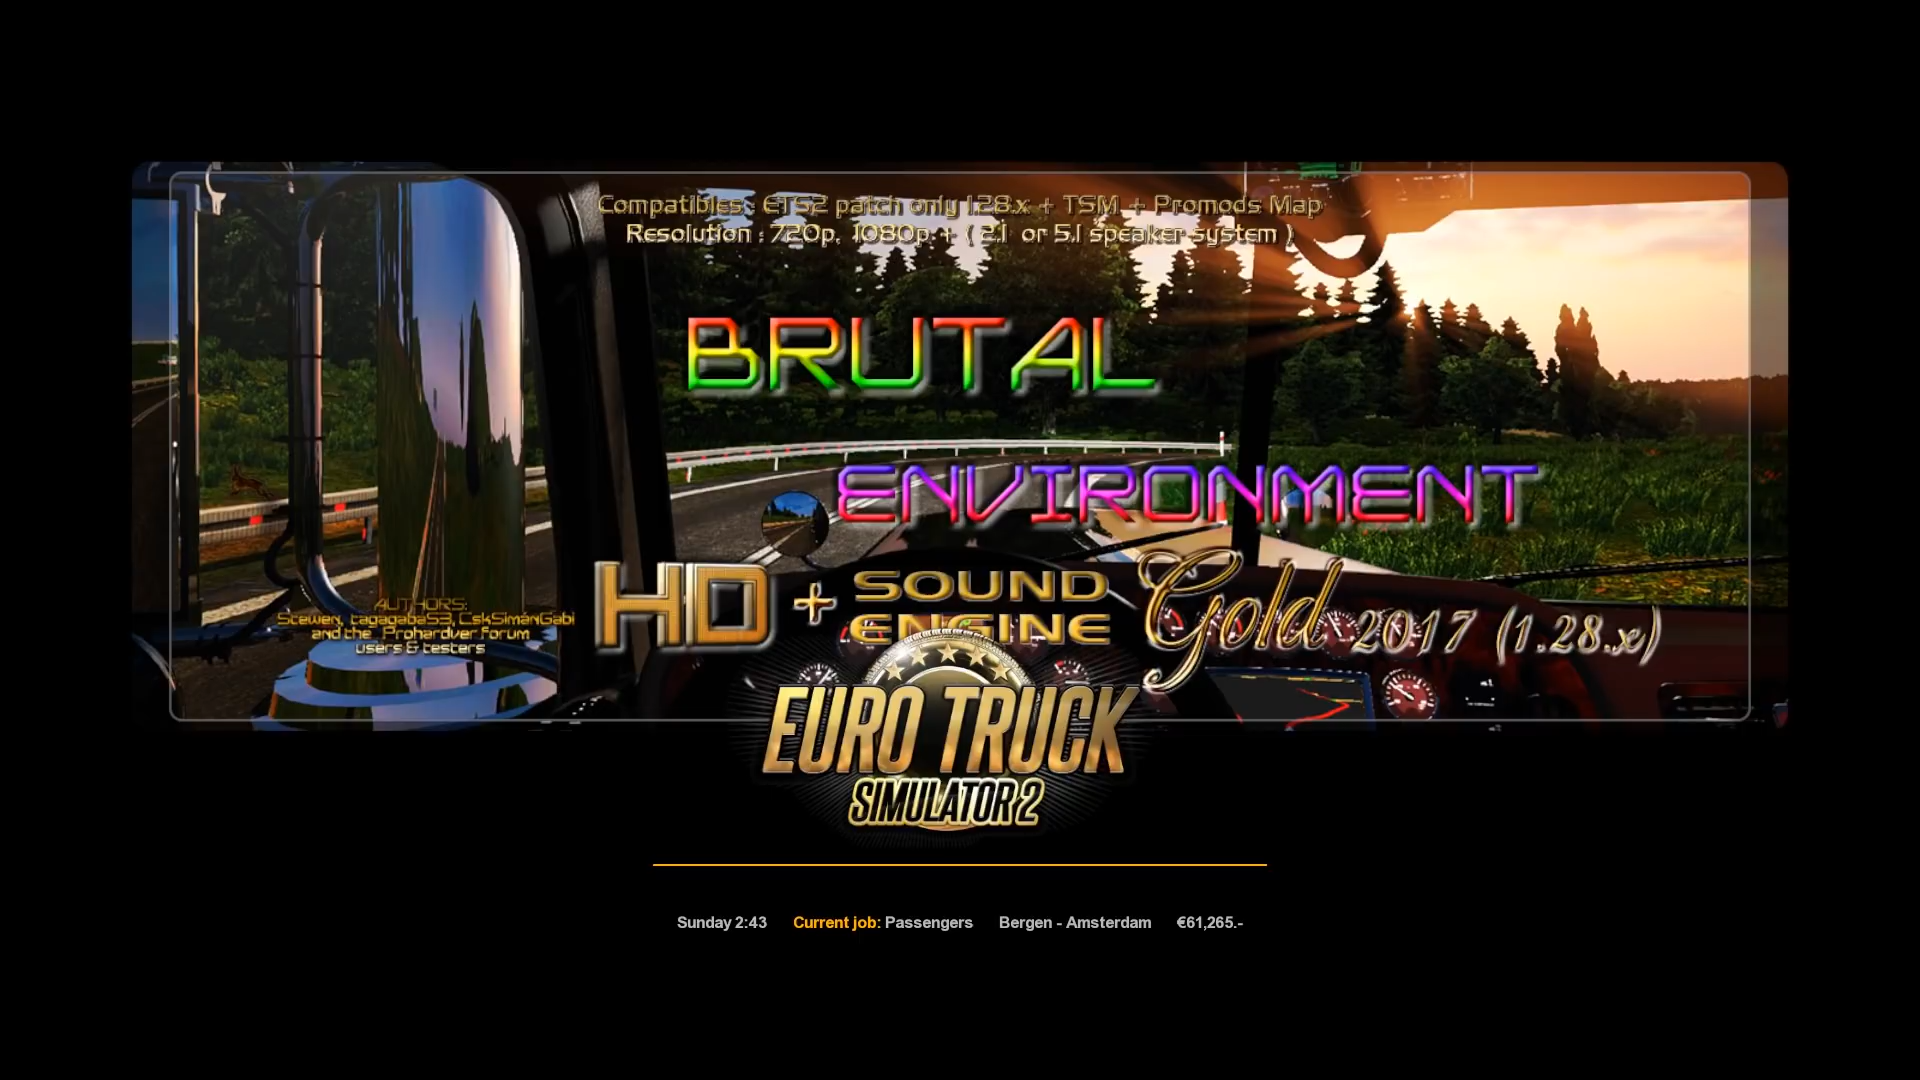 Compatibles : ETS2 patch only 1.28.x + TSM + Promods Map
Resolution : 720p, 1080p + ( 2.1 or 5.1 speaker system )
BRUTAL
ENVIRONMENT
HD + SOUND ENGINE Gold 2017 (1.28.x)
AUTHORS:
Stewen, tagagaba53, CskSimánGabi
and the Prohardver forum
users & testers
EURO TRUCK
SIMULATOR 2
Sunday 2:43 Current job: Passengers Bergen - Amsterdam €61,265.-